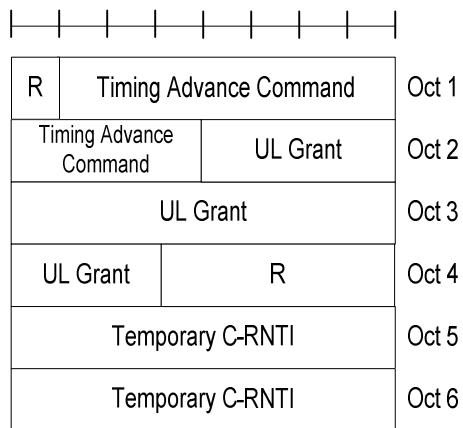 R Timing Advance Command Oct 1
Timing Advance
Command UL Grant Oct 2
UL Grant Oct 3
UL Grant R Oct 4
Temporary C-RNTI Oct 5
Temporary C-RNTI Oct 6